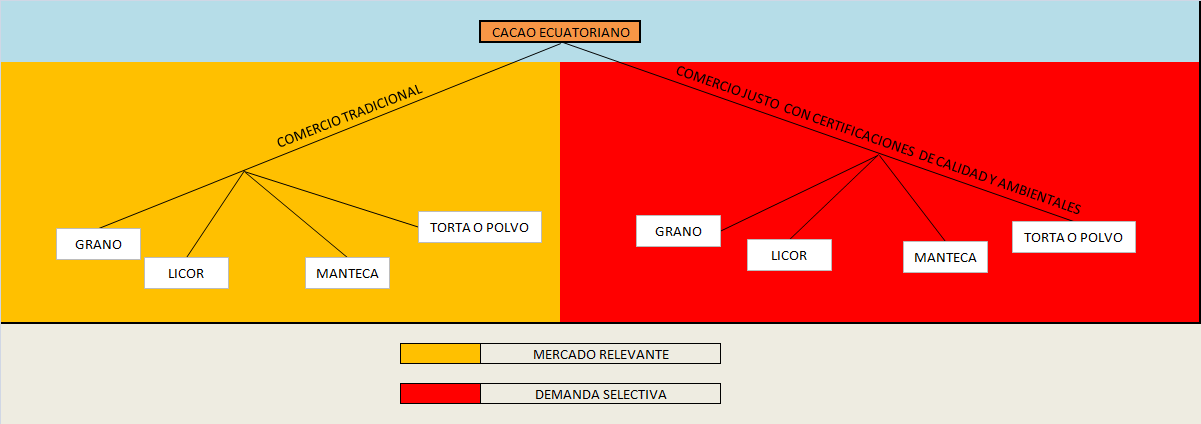 CACAO ECUATORIANO
COMERCIO TRADICIONAL
COMERCIO JUSTO CON CERTIFICACIONES DE CALIDAD Y AMBIENTALES
GRANO
LICOR
MANTECA
TORTA O POLVO
GRANO
LICOR
MANTECA
TORTA O POLVO
MERCADO RELEVANTE
DEMANDA SELECTIVA